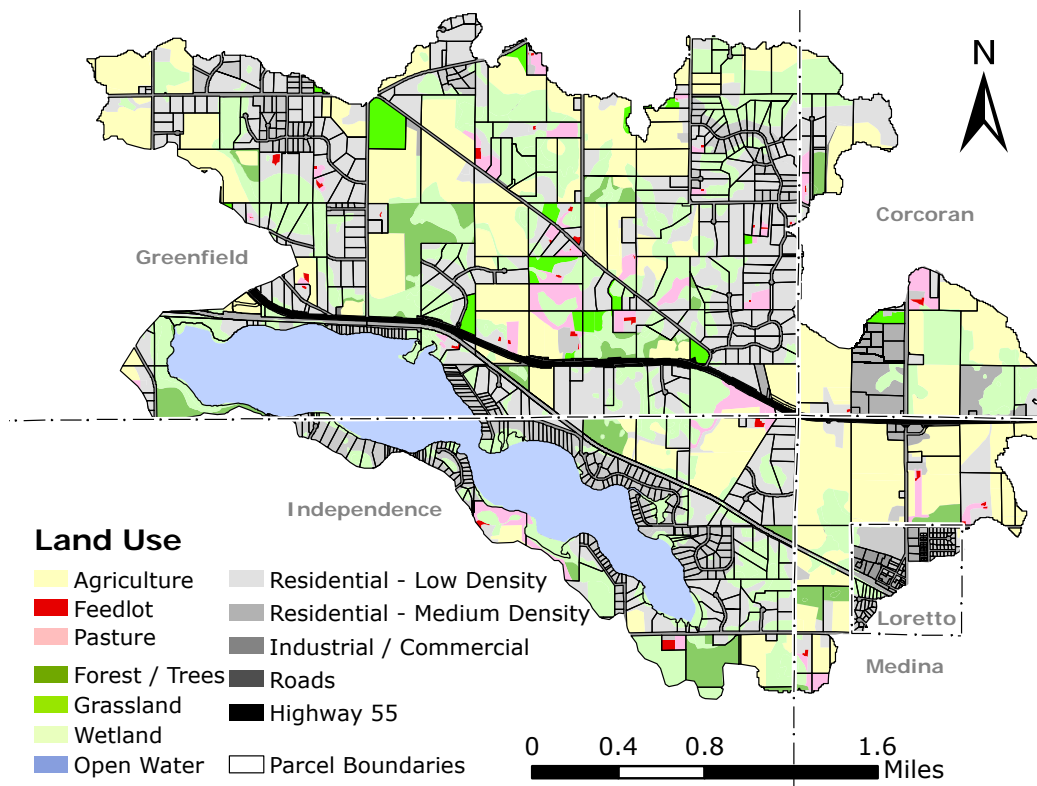 N
Corcoran
Greenfield
Independence
Loretto
Medina
Land Use
Agriculture
Feedlot
Pasture
Forest / Trees
Grassland
Wetland
Open Water
Residential - Low Density
Residential - Medium Density
Industrial / Commercial
Roads
Highway 55
Parcel Boundaries
0 0.4 0.8 1.6
Miles